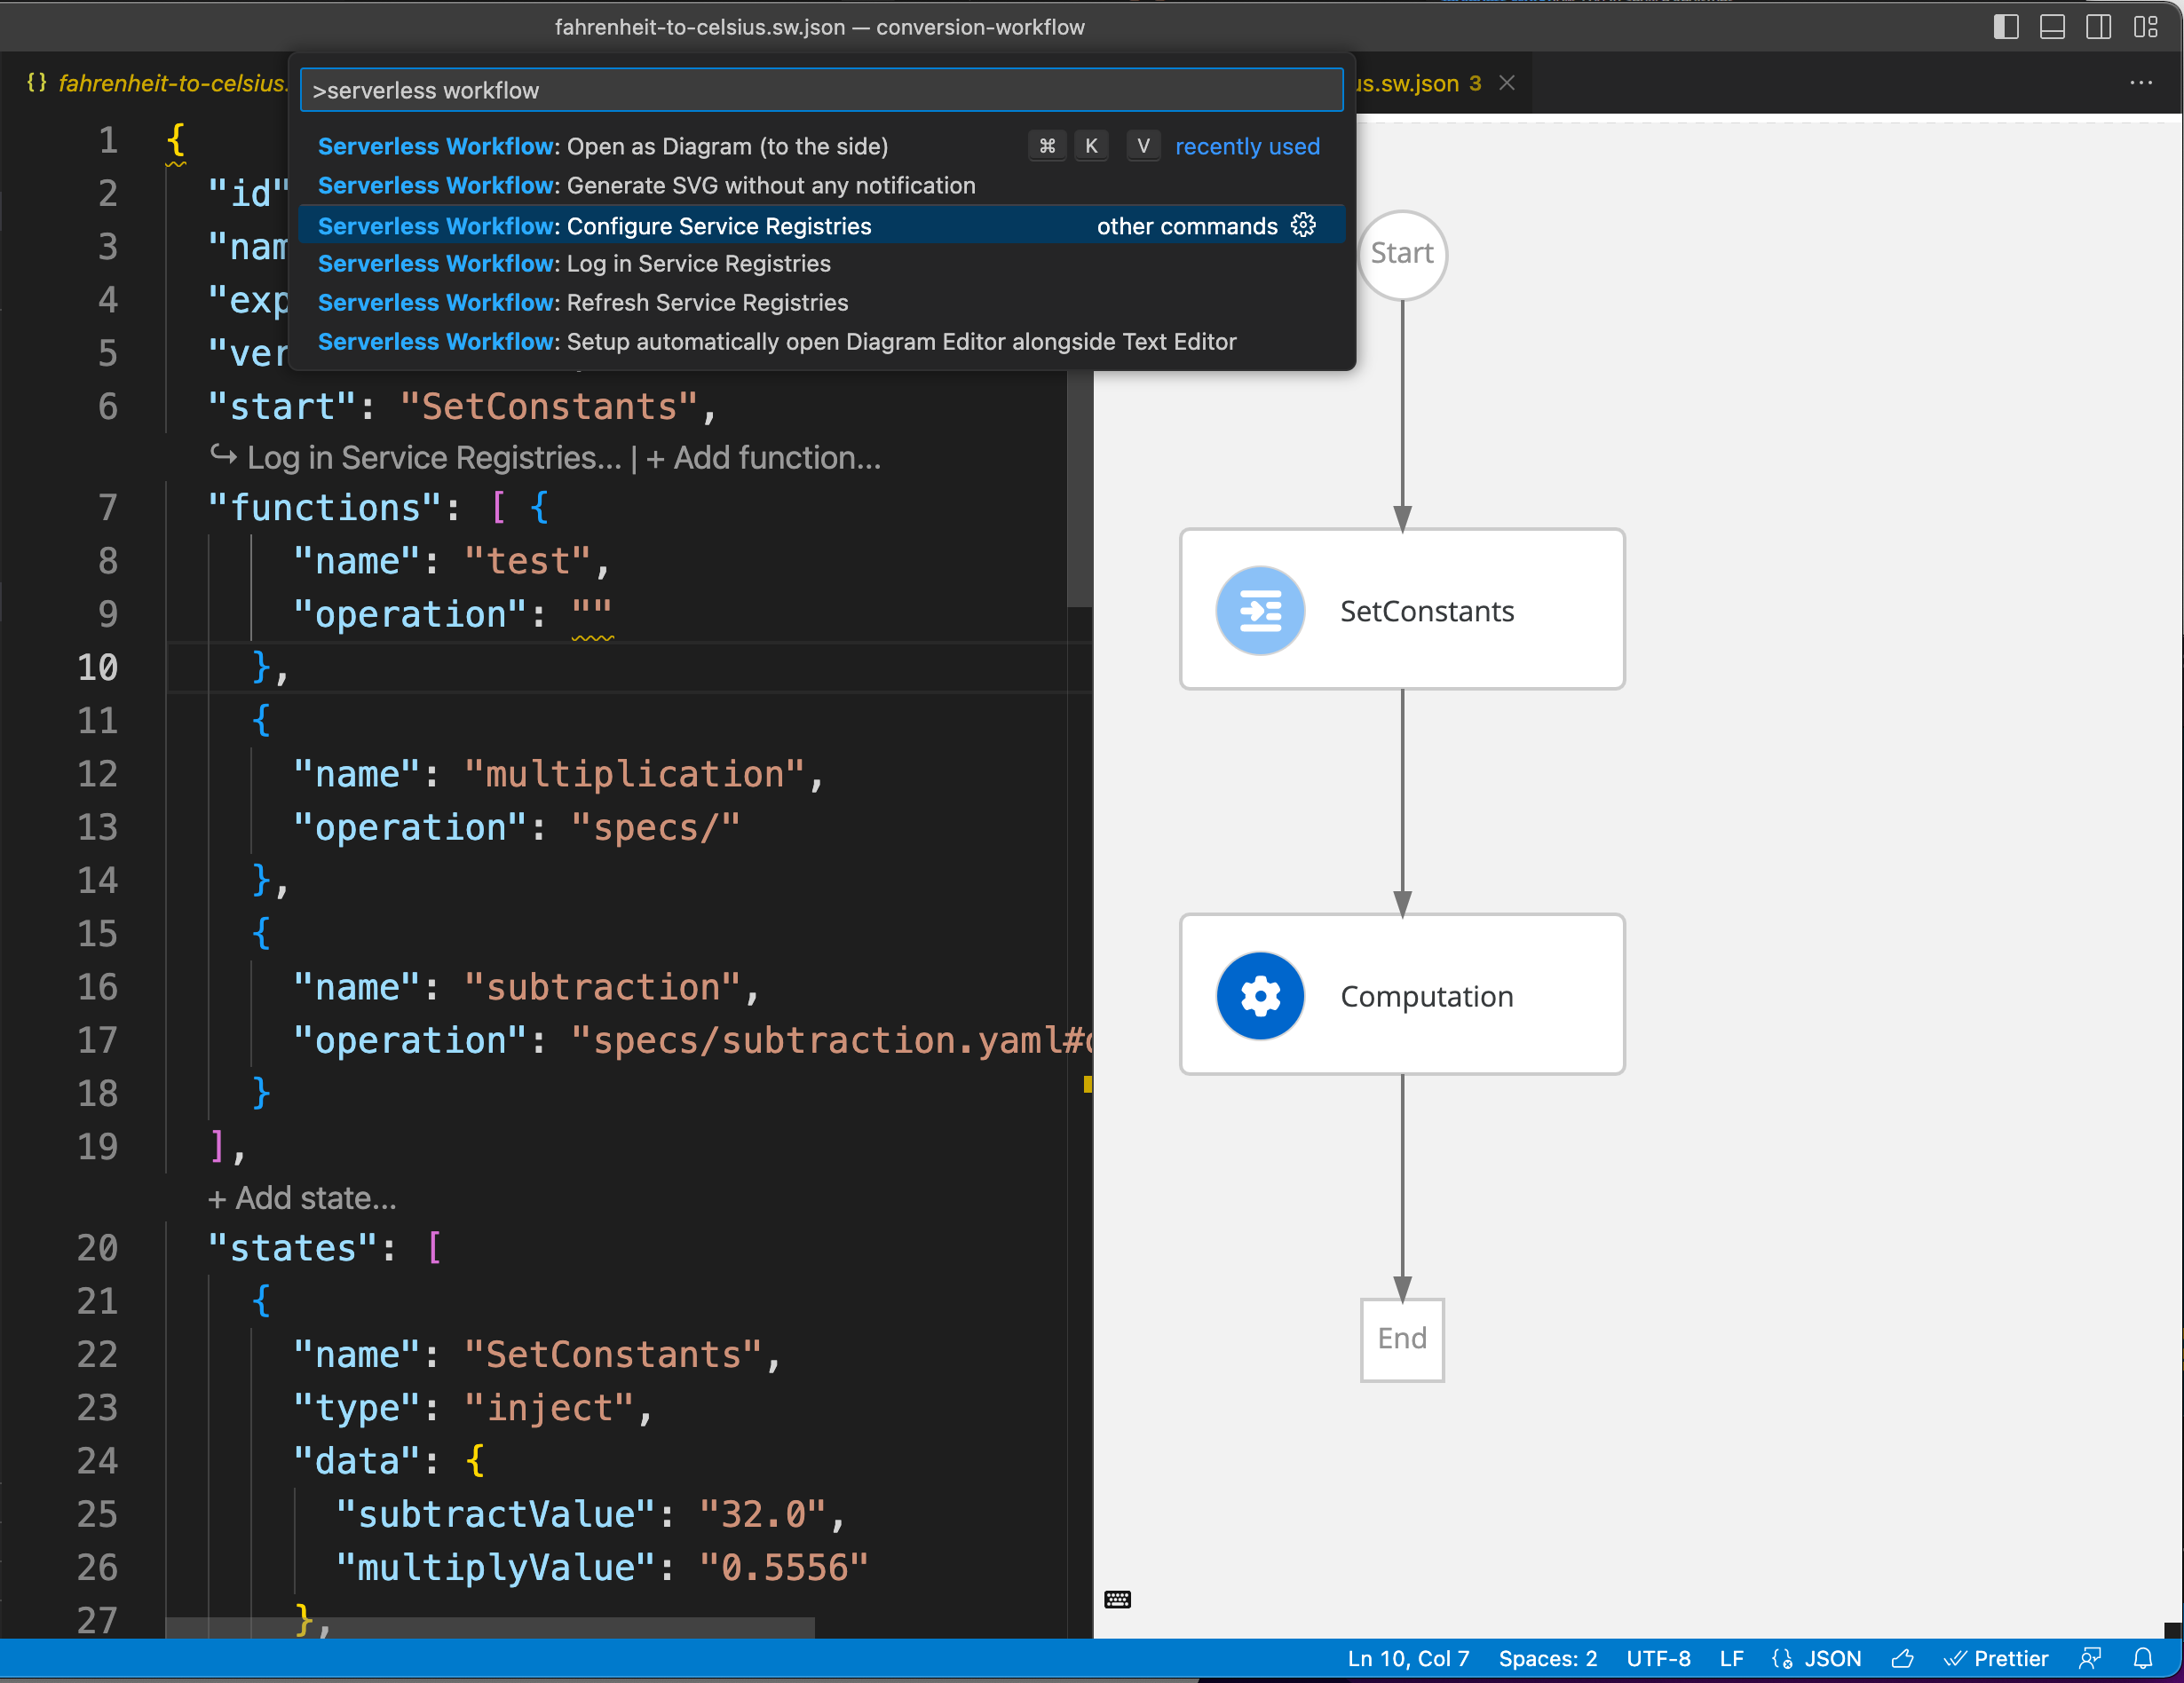 fahrenheit-to-celsius.sw.json — conversion-workflow
{} fahrenheit-to-celsius.
us.sw.json 3
>serverless workflow
Serverless Workflow: Open as Diagram (to the side) ⌘ K V recently used
Serverless Workflow: Generate SVG without any notification
Serverless Workflow: Configure Service Registries other commands
Serverless Workflow: Log in Service Registries
Serverless Workflow: Refresh Service Registries
Serverless Workflow: Setup automatically open Diagram Editor alongside Text Editor
1 {
2 "id"
3 "nam
4 "exp
5 "ver
6 "start": "SetConstants",
↪ Log in Service Registries... | + Add function...
7 "functions": [ {
8 "name": "test",
9 "operation": ""
10 },
11 {
12 "name": "multiplication",
13 "operation": "specs/"
14 },
15 {
16 "name": "subtraction",
17 "operation": "specs/subtraction.yaml#
18 }
19 ],
+ Add state...
20 "states": [
21 {
22 "name": "SetConstants",
23 "type": "inject",
24 "data": {
25 "subtractValue": "32.0",
26 "multiplyValue": "0.5556"
27 },
Start
SetConstants
Computation
End
Ln 10, Col 7 Spaces: 2 UTF-8 LF JSON Prettier